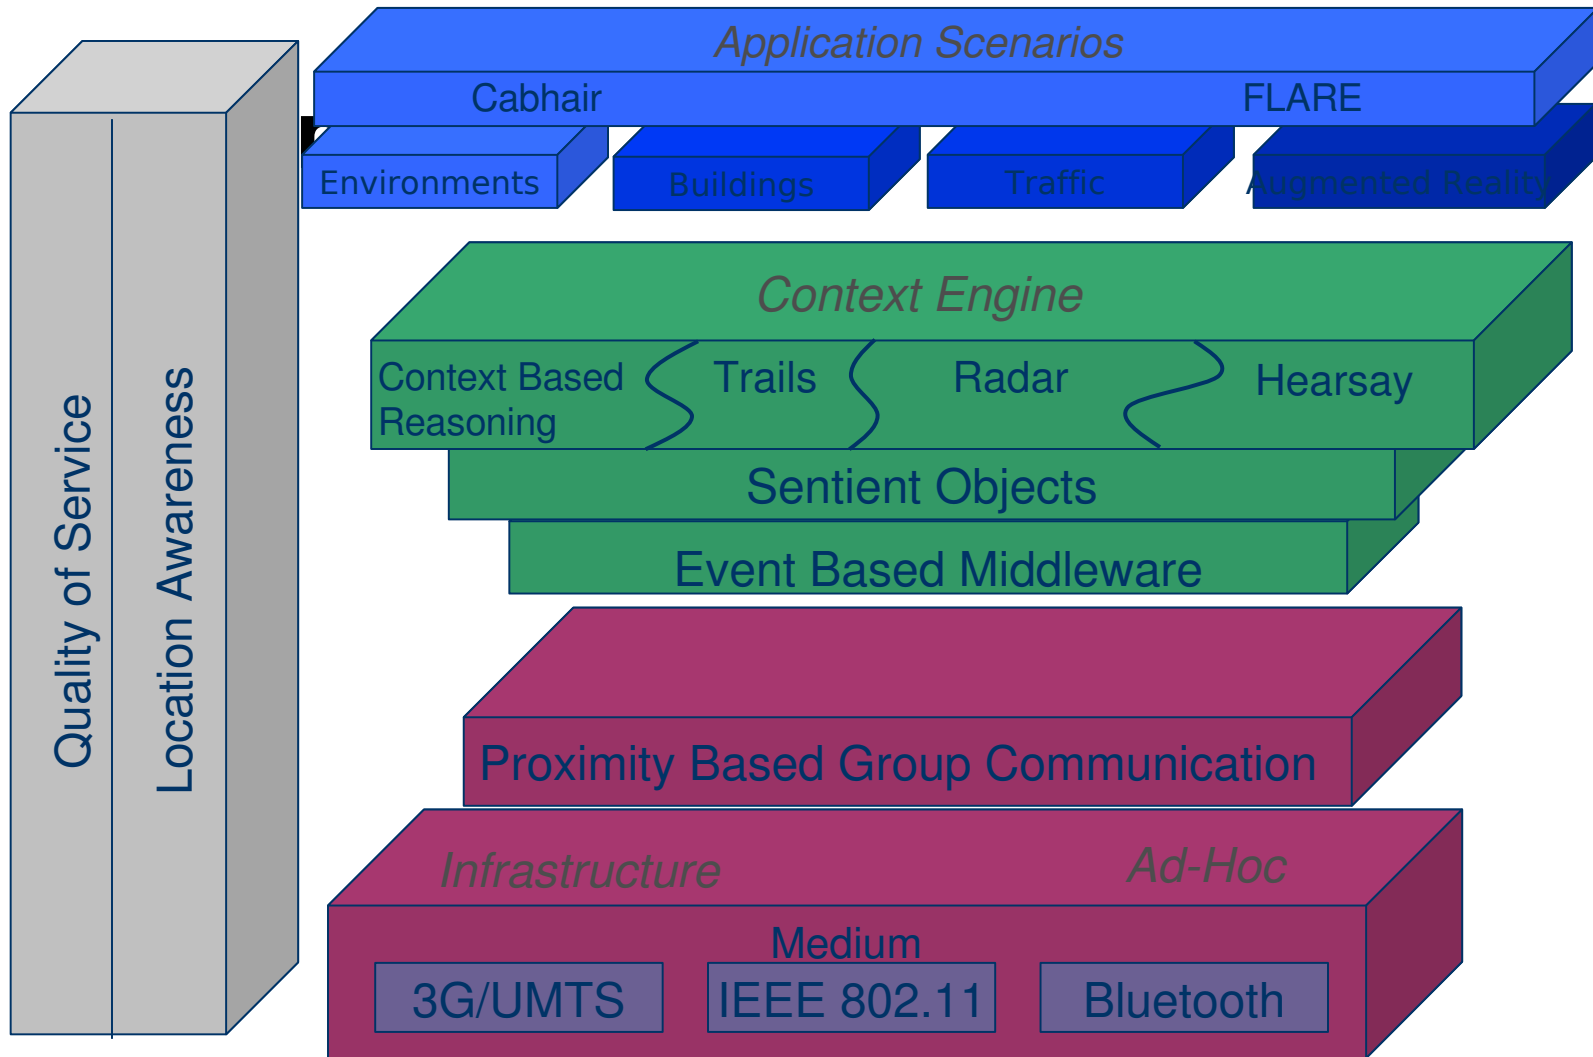 Application Scenarios
Cabhair FLARE
Environments Buildings Traffic Augmented Reality
Context Engine
Context Based
Reasoning
Trails
Radar
Hearsay
Sentient Objects
Event Based Middleware
Proximity Based Group Communication
Infrastructure Ad-Hoc
Medium
3G/UMTS IEEE 802.11 Bluetooth
Quality of Service
Location Awareness